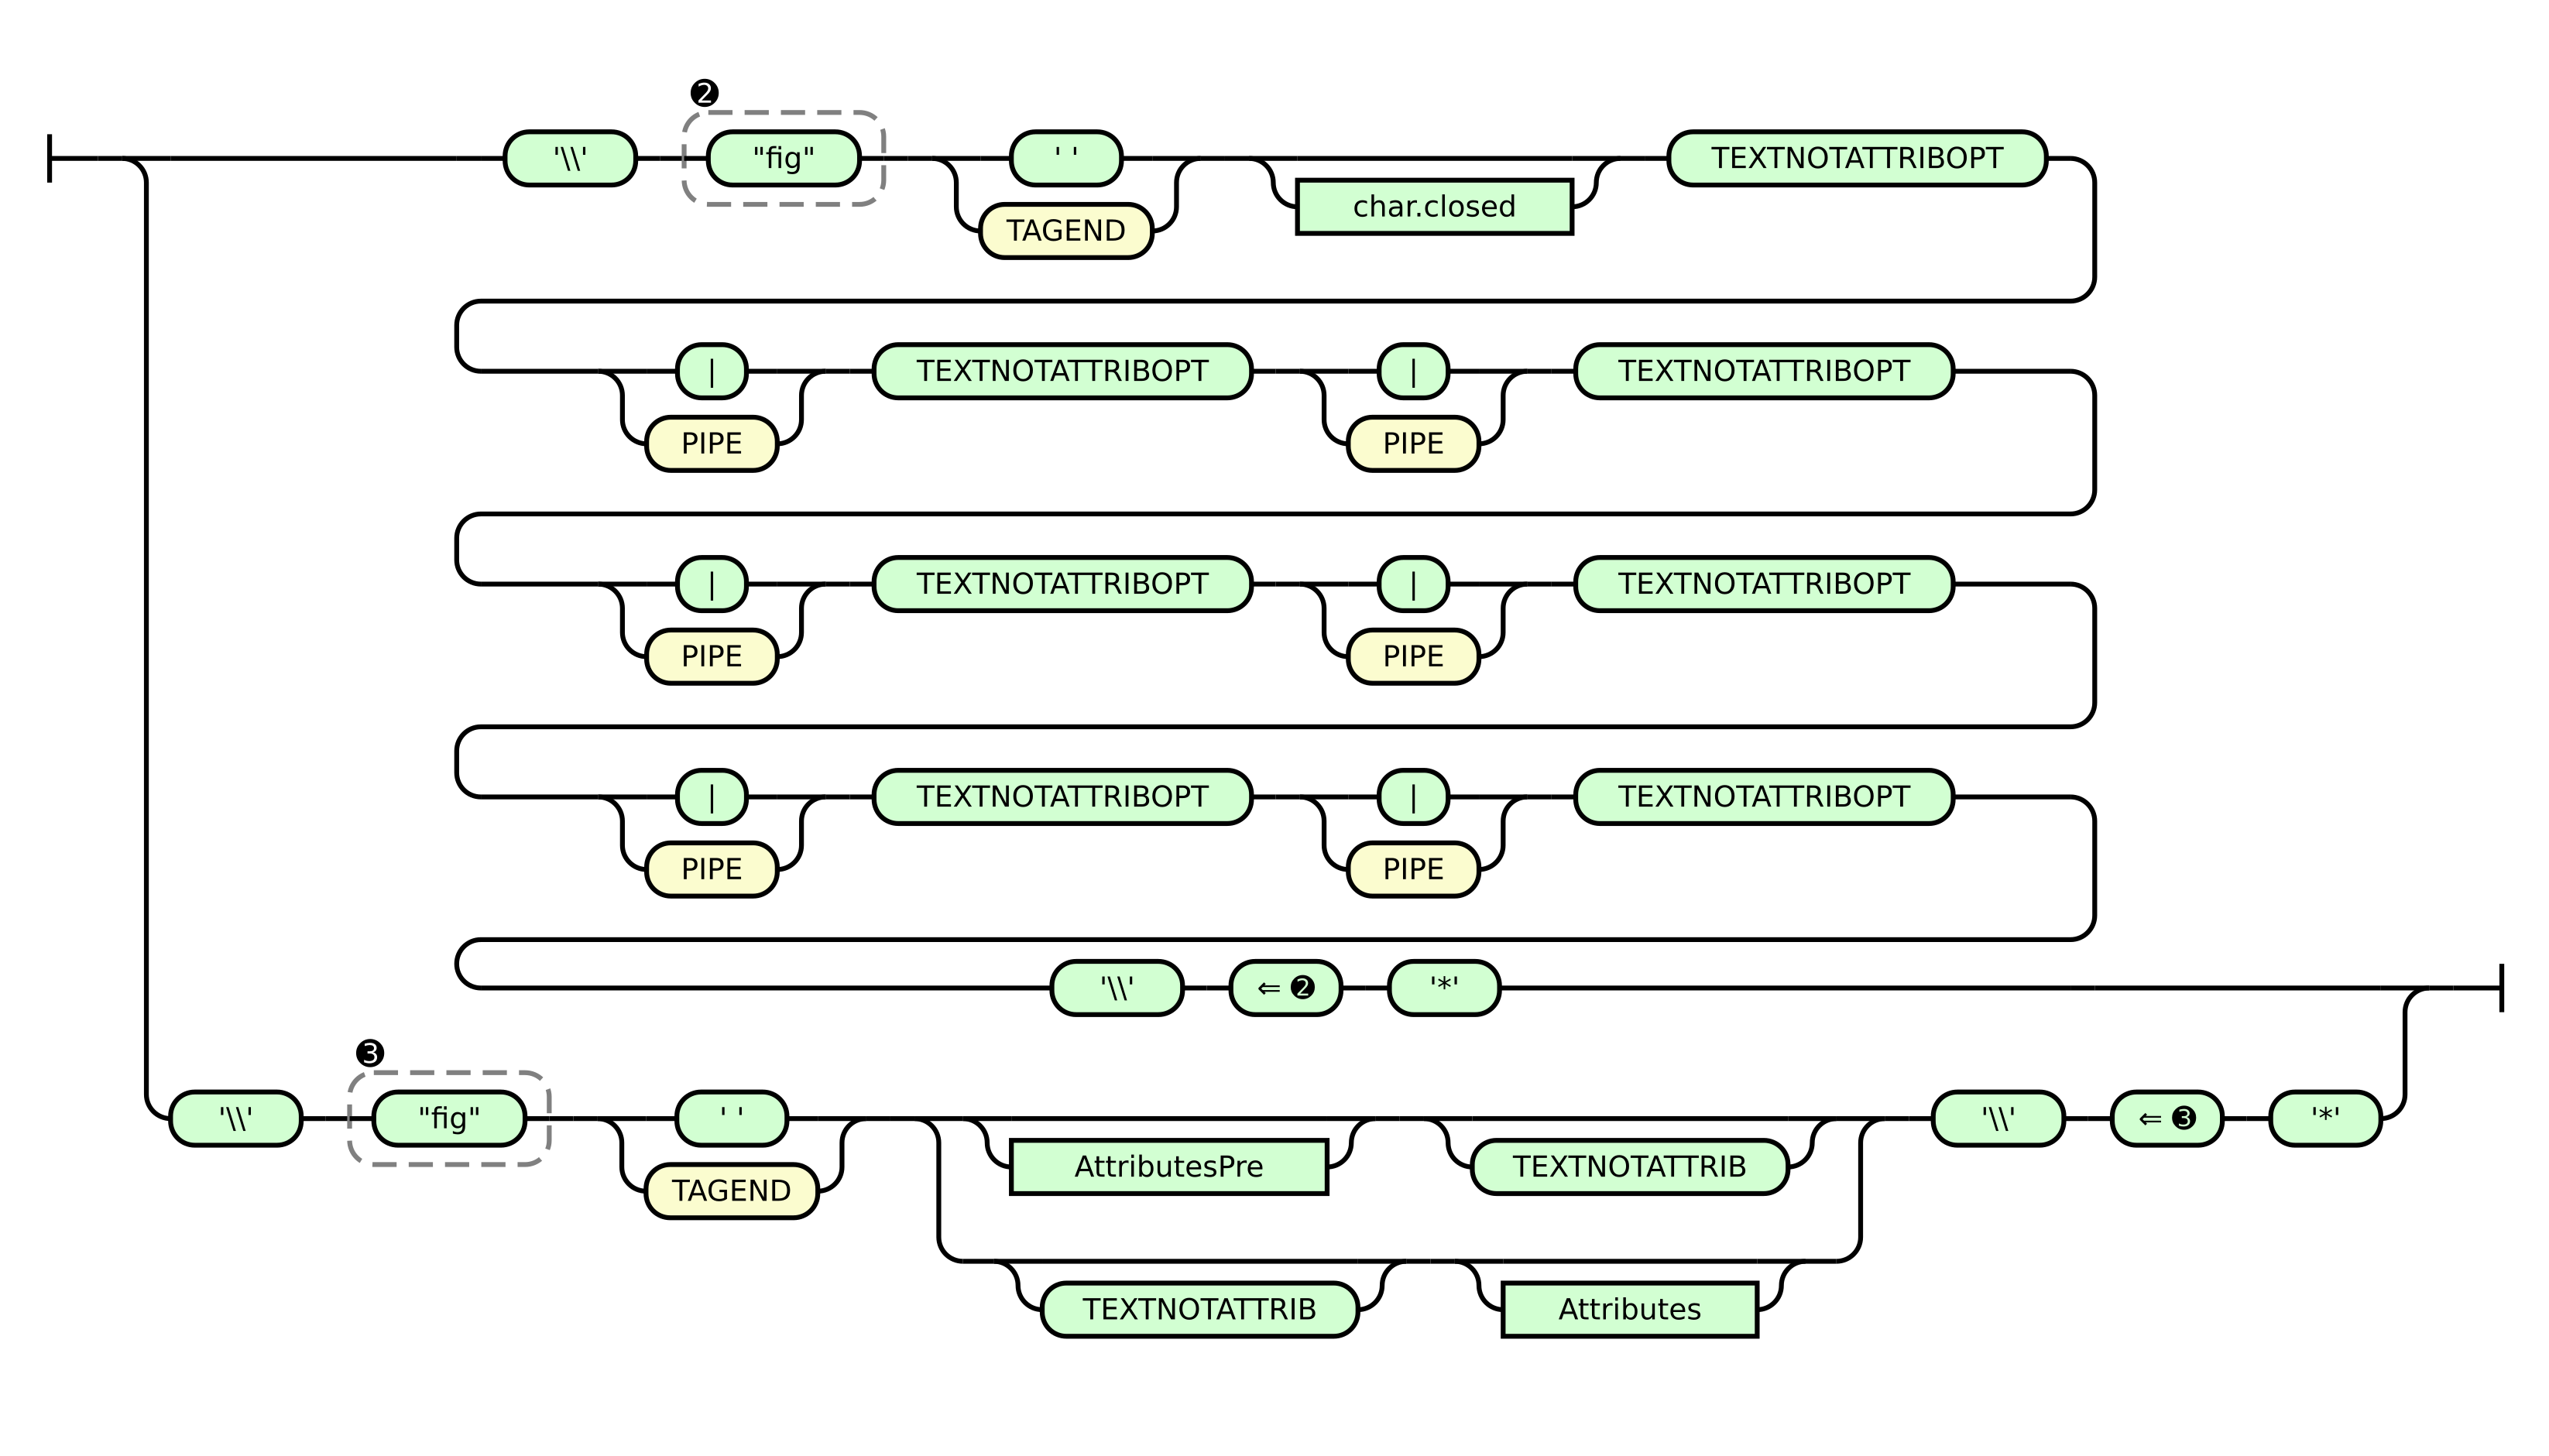 ❷
'\\' "fig" ' ' TEXTNOTATTRIBOPT
char.closed
TAGEND
| TEXTNOTATTRIBOPT | TEXTNOTATTRIBOPT
PIPE PIPE
| TEXTNOTATTRIBOPT | TEXTNOTATTRIBOPT
PIPE PIPE
| TEXTNOTATTRIBOPT | TEXTNOTATTRIBOPT
PIPE PIPE
'\\' ⇐ ❷ '*'
❸
'\\' "fig" ' ' '\\' ⇐ ❸ '*'
AttributesPre TEXTNOTATTRIB
TAGEND
TEXTNOTATTRIB Attributes